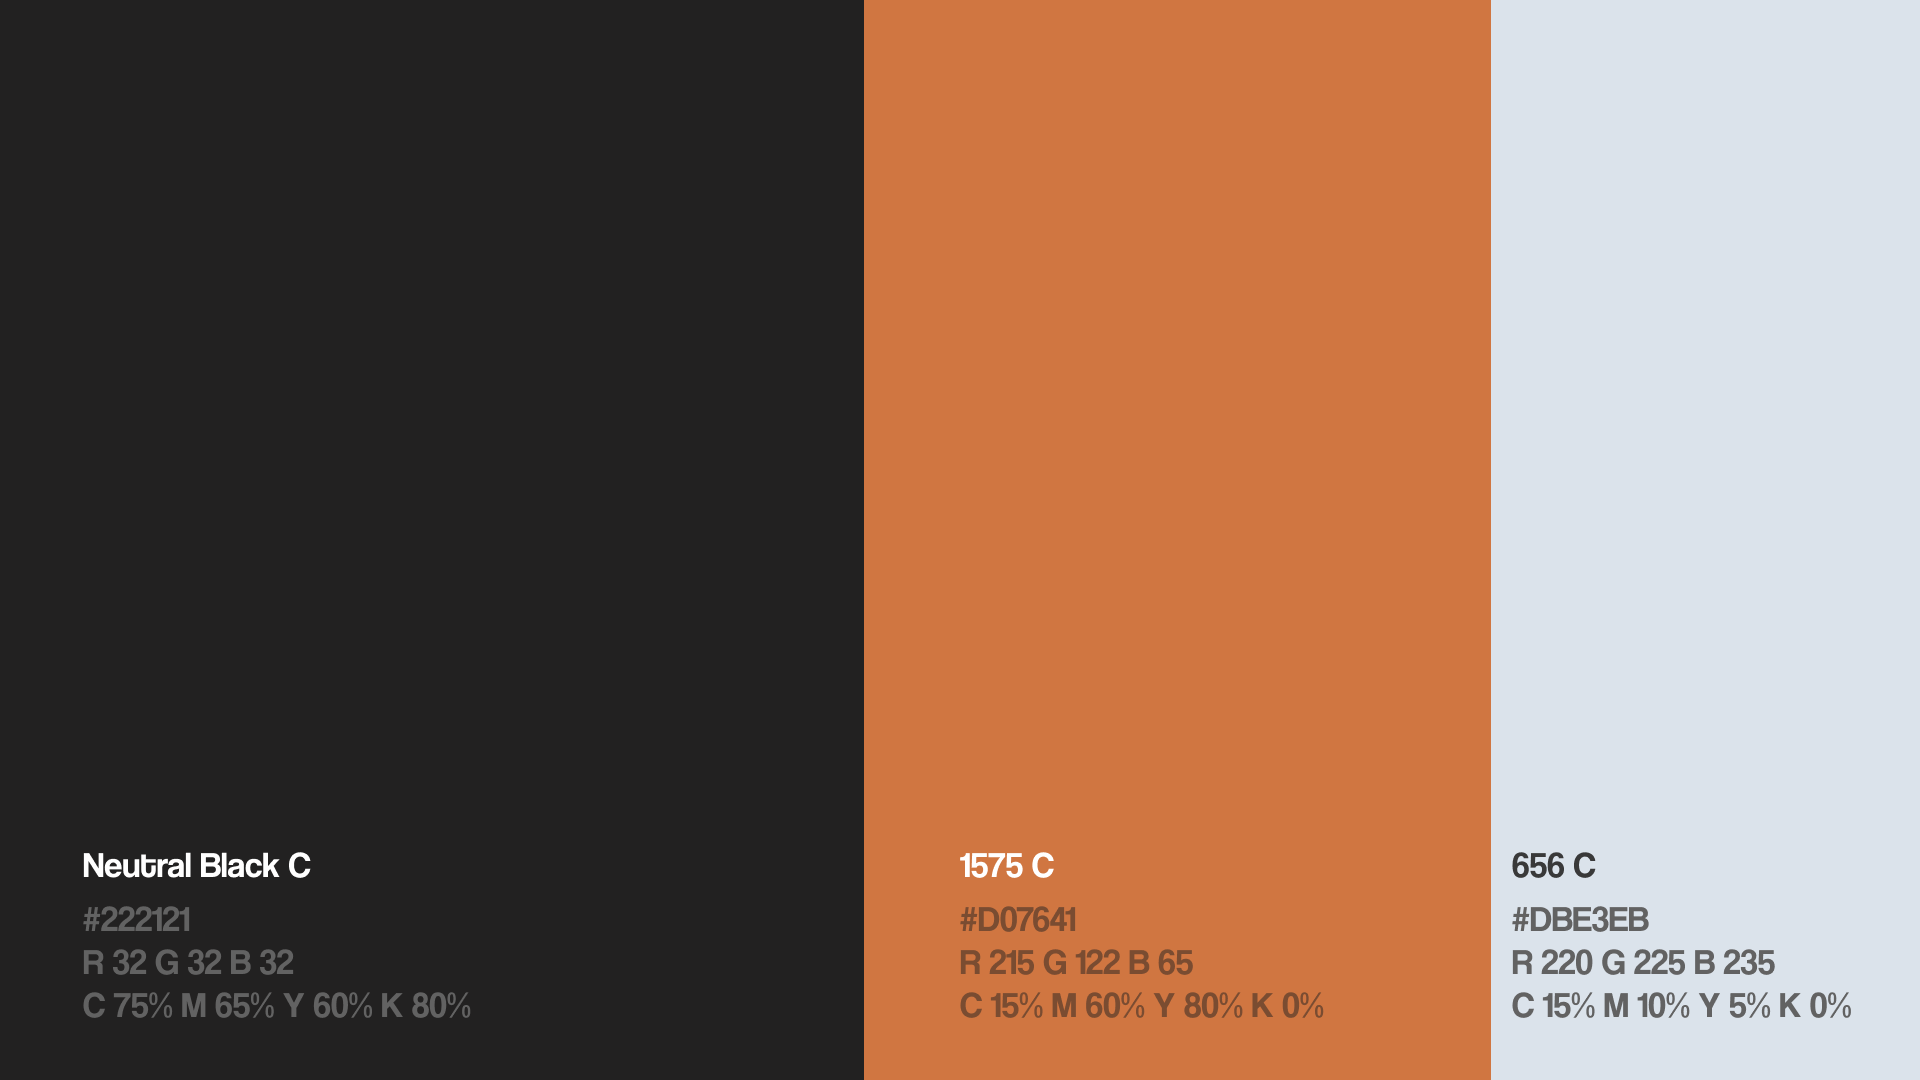 Neutral Black C
#222121
R 32 G 32 B 32
C 75% M 65% Y 60% K 80%
1575 C
#D07641
R 215 G 122 B 65
C 15% M 60% Y 80% K 0%
656 C
#DBE3EB
R 220 G 225 B 235
C 15% M 10% Y 5% K 0%